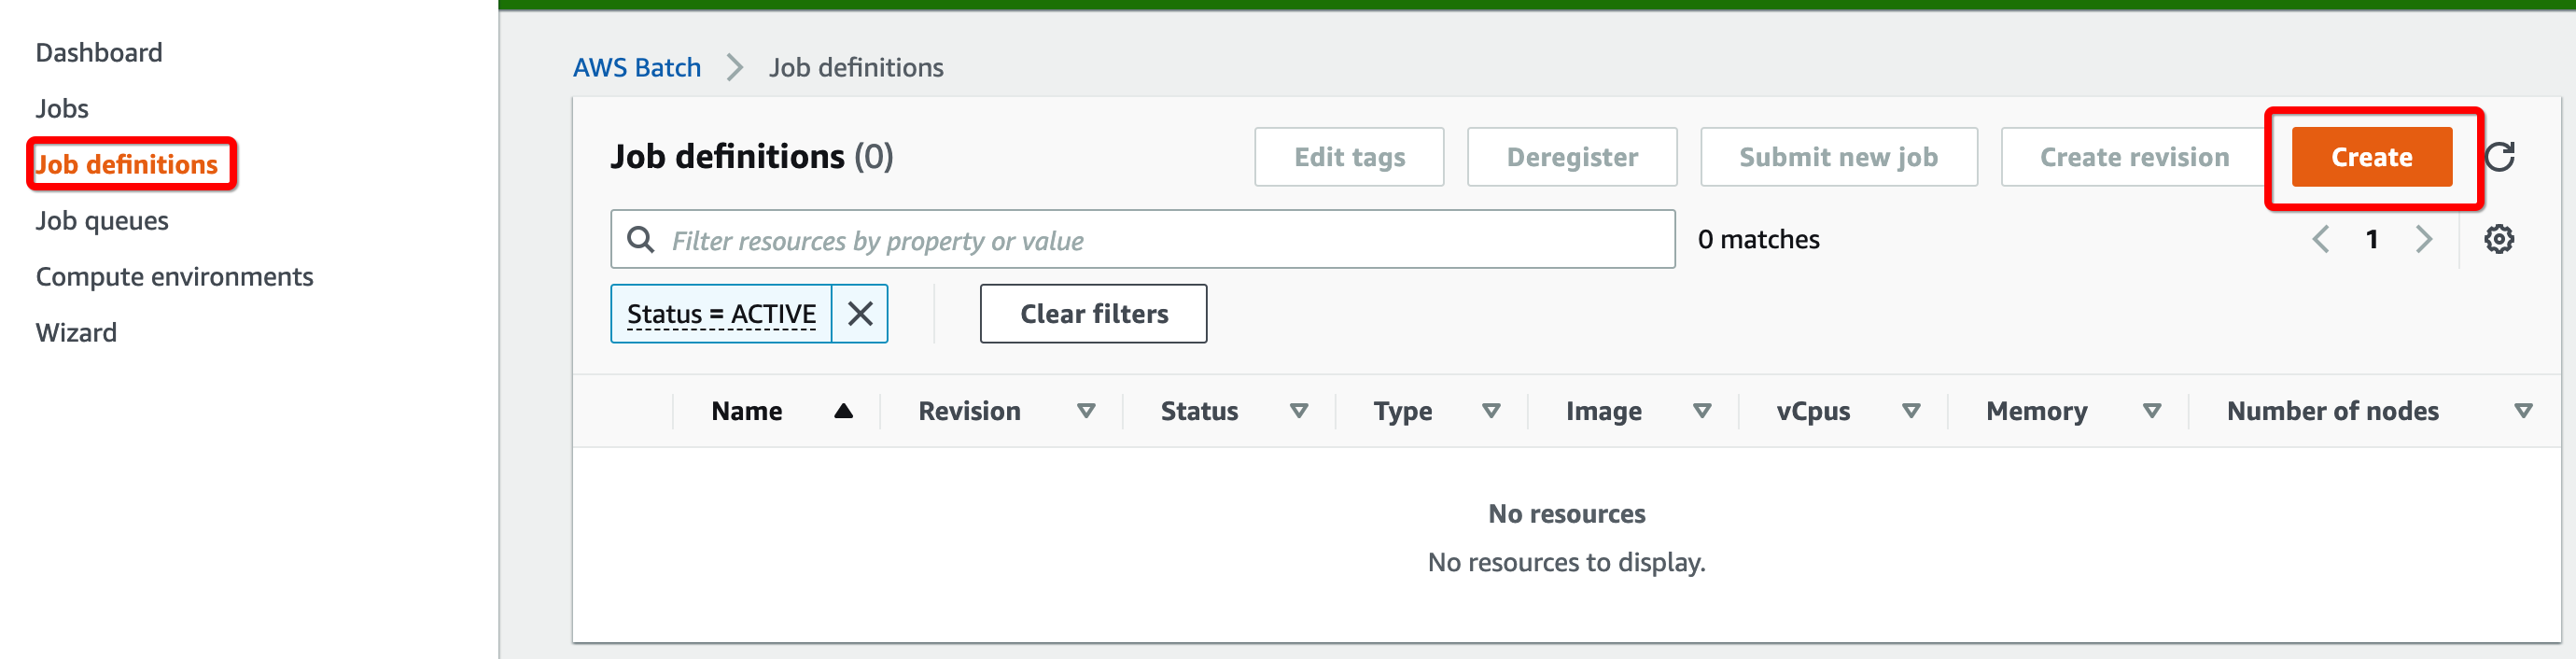 Dashboard
Jobs
Job definitions
Job queues
Compute environments
Wizard
AWS Batch Job definitions
Job definitions (0) Edit tags Deregister Submit new job Create revision Create
Filter resources by property or value 0 matches 1
Status = ACTIVE Clear filters
Name Revision Status Type Image vCpus Memory Number of nodes
No resources
No resources to display.